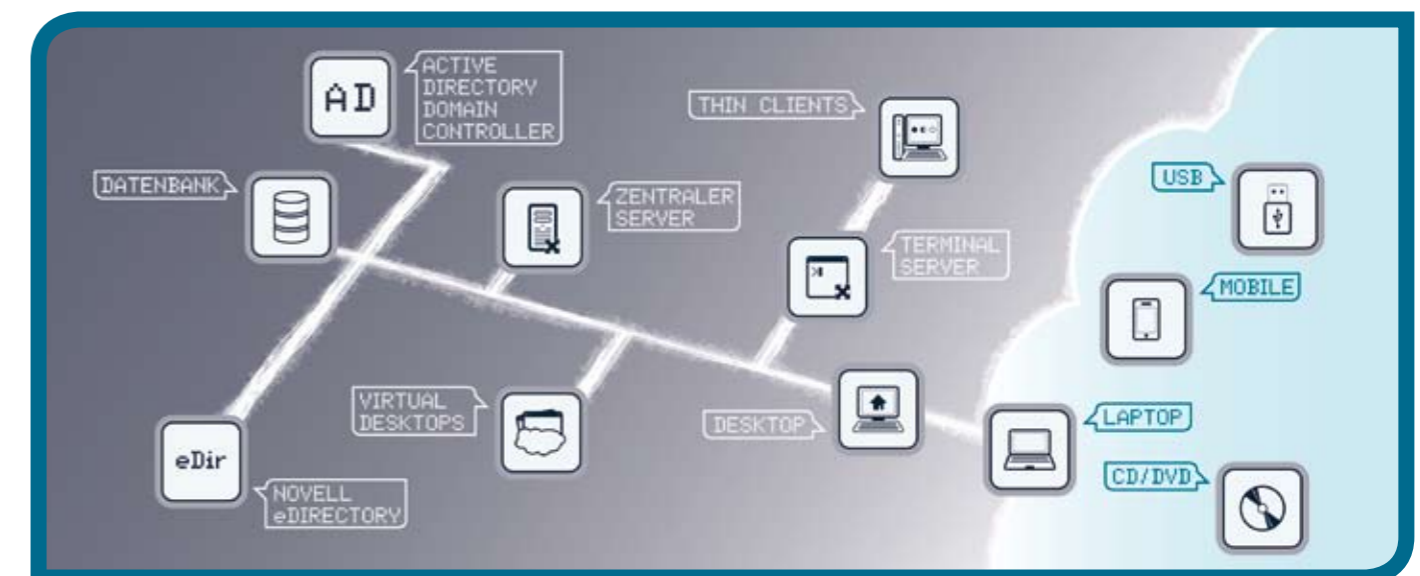 AD
ACTIVE
DIRECTORY
DOMAIN
CONTROLLER
THIN CLIENTS
DATENBANK
ZENTRALER
SERVER
USB
TERMINAL
SERVER
MOBILE
VIRTUAL
DESKTOPS
DESKTOP
LAPTOP
eDir
NOVELL
eDIRECTORY
CD/DVD